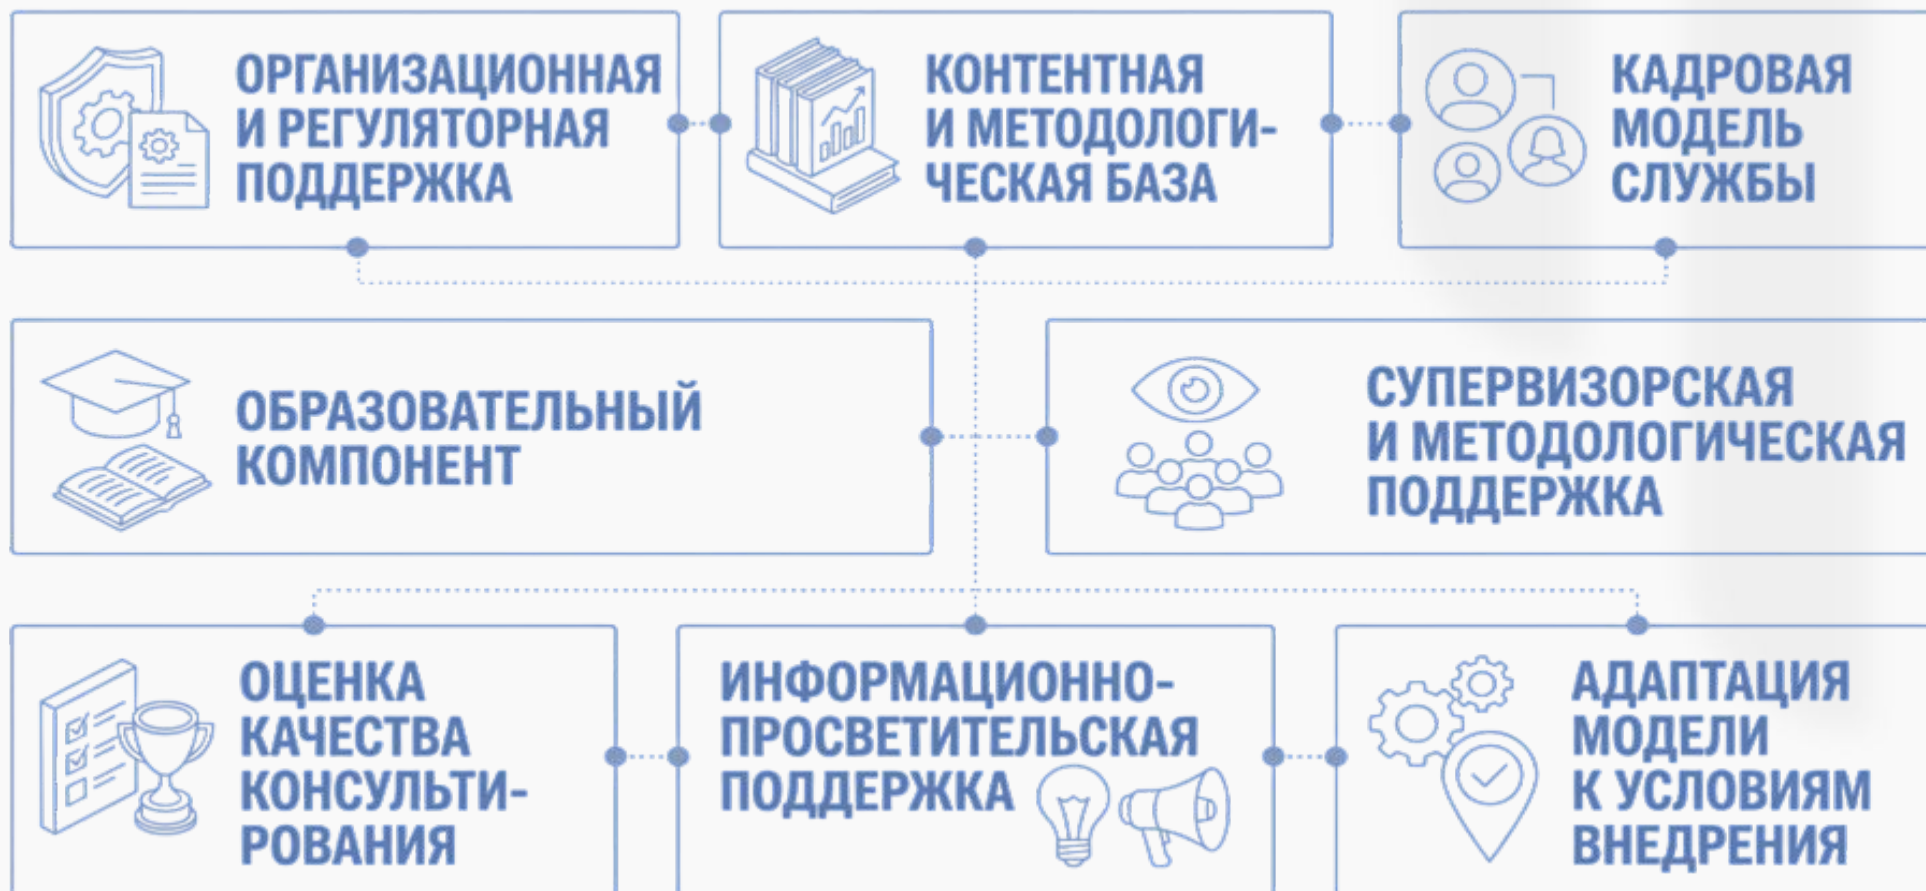 ОРГАНИЗАЦИОННАЯ
И РЕГУЛЯТОРНАЯ
ПОДДЕРЖКА
КОНТЕНТНАЯ
И МЕТОДОЛОГИ-
ЧЕСКАЯ БАЗА
КАДРОВАЯ
МОДЕЛЬ
СЛУЖБЫ
ОБРАЗОВАТЕЛЬНЫЙ
КОМПОНЕНТ
СУПЕРВИЗОРСКАЯ
И МЕТОДОЛОГИЧЕСКАЯ
ПОДДЕРЖКА
ОЦЕНКА
КАЧЕСТВА
КОНСУЛЬТИ-
РОВАНИЯ
ИНФОРМАЦИОННО-
ПРОСВЕТИТЕЛЬСКАЯ
ПОДДЕРЖКА
АДАПТАЦИЯ
МОДЕЛИ
К УСЛОВИЯМ
ВНЕДРЕНИЯ